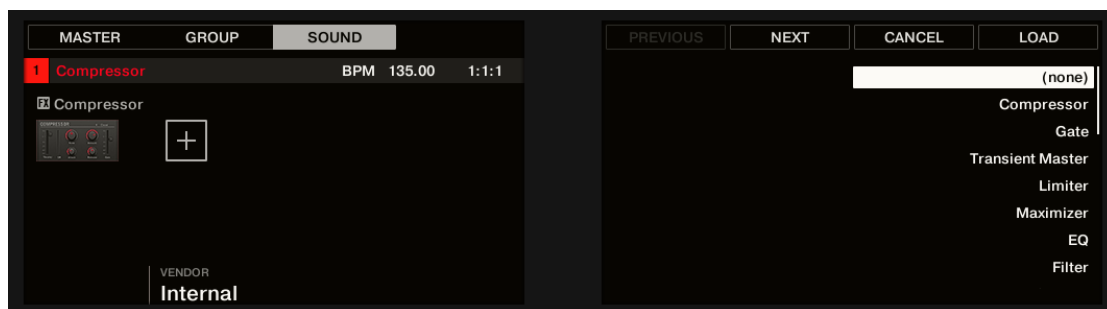 MASTER GROUP SOUND
1 Compressor BPM 135.00 1:1:1
FX Compressor
VENDOR
Internal
PREVIOUS NEXT CANCEL LOAD
(none)
Compressor
Gate
Transient Master
Limiter
Maximizer
EQ
Filter